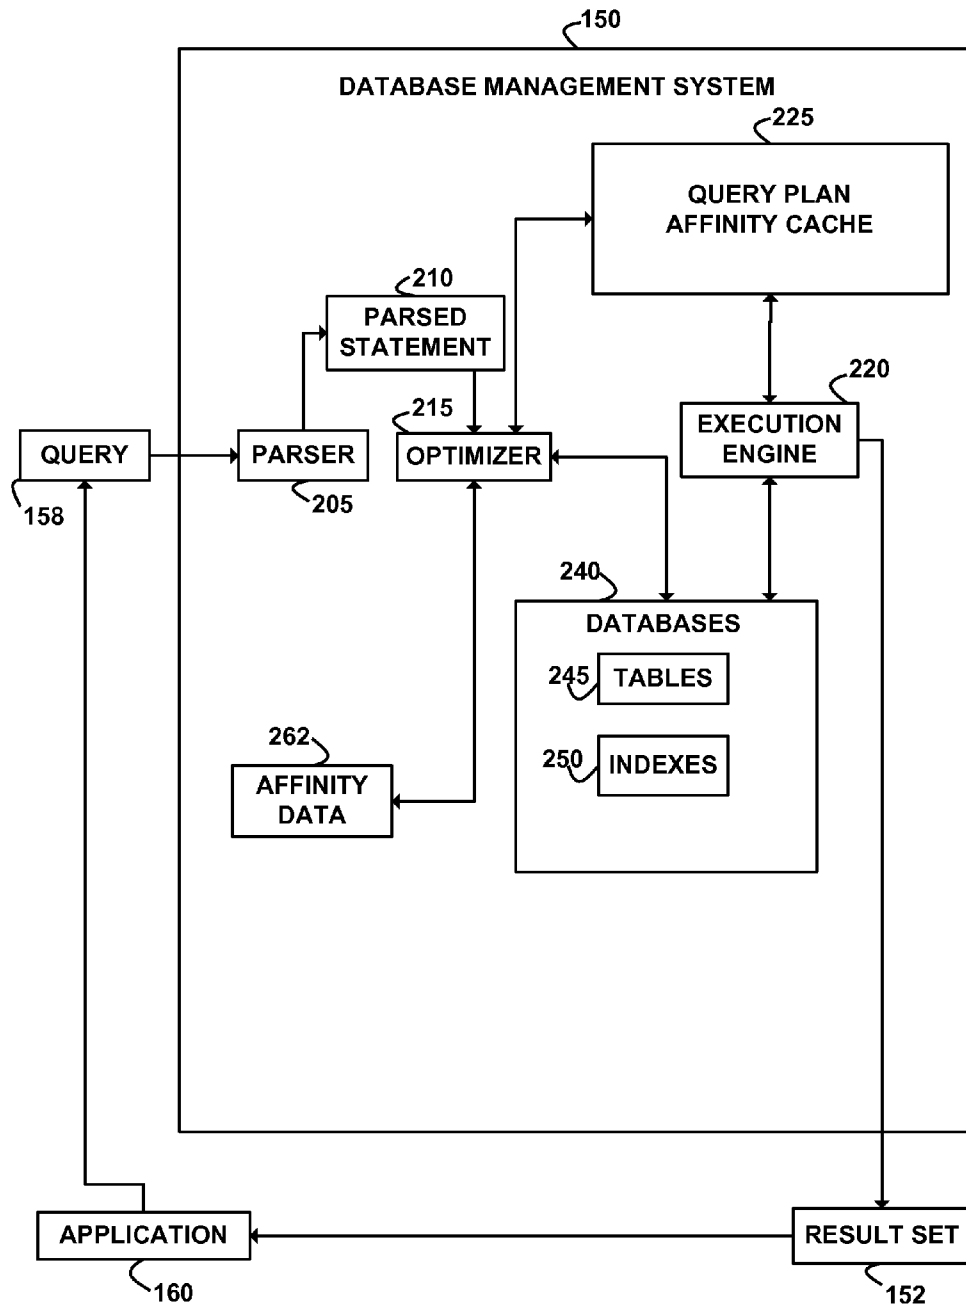 150
DATABASE MANAGEMENT SYSTEM
225
QUERY PLAN
AFFINITY CACHE
210
PARSED
STATEMENT
220
215
EXECUTION
ENGINE
QUERY
PARSER
OPTIMIZER
158
205
240
DATABASES
245
TABLES
262
250
INDEXES
AFFINITY
DATA
APPLICATION
RESULT SET
160
152